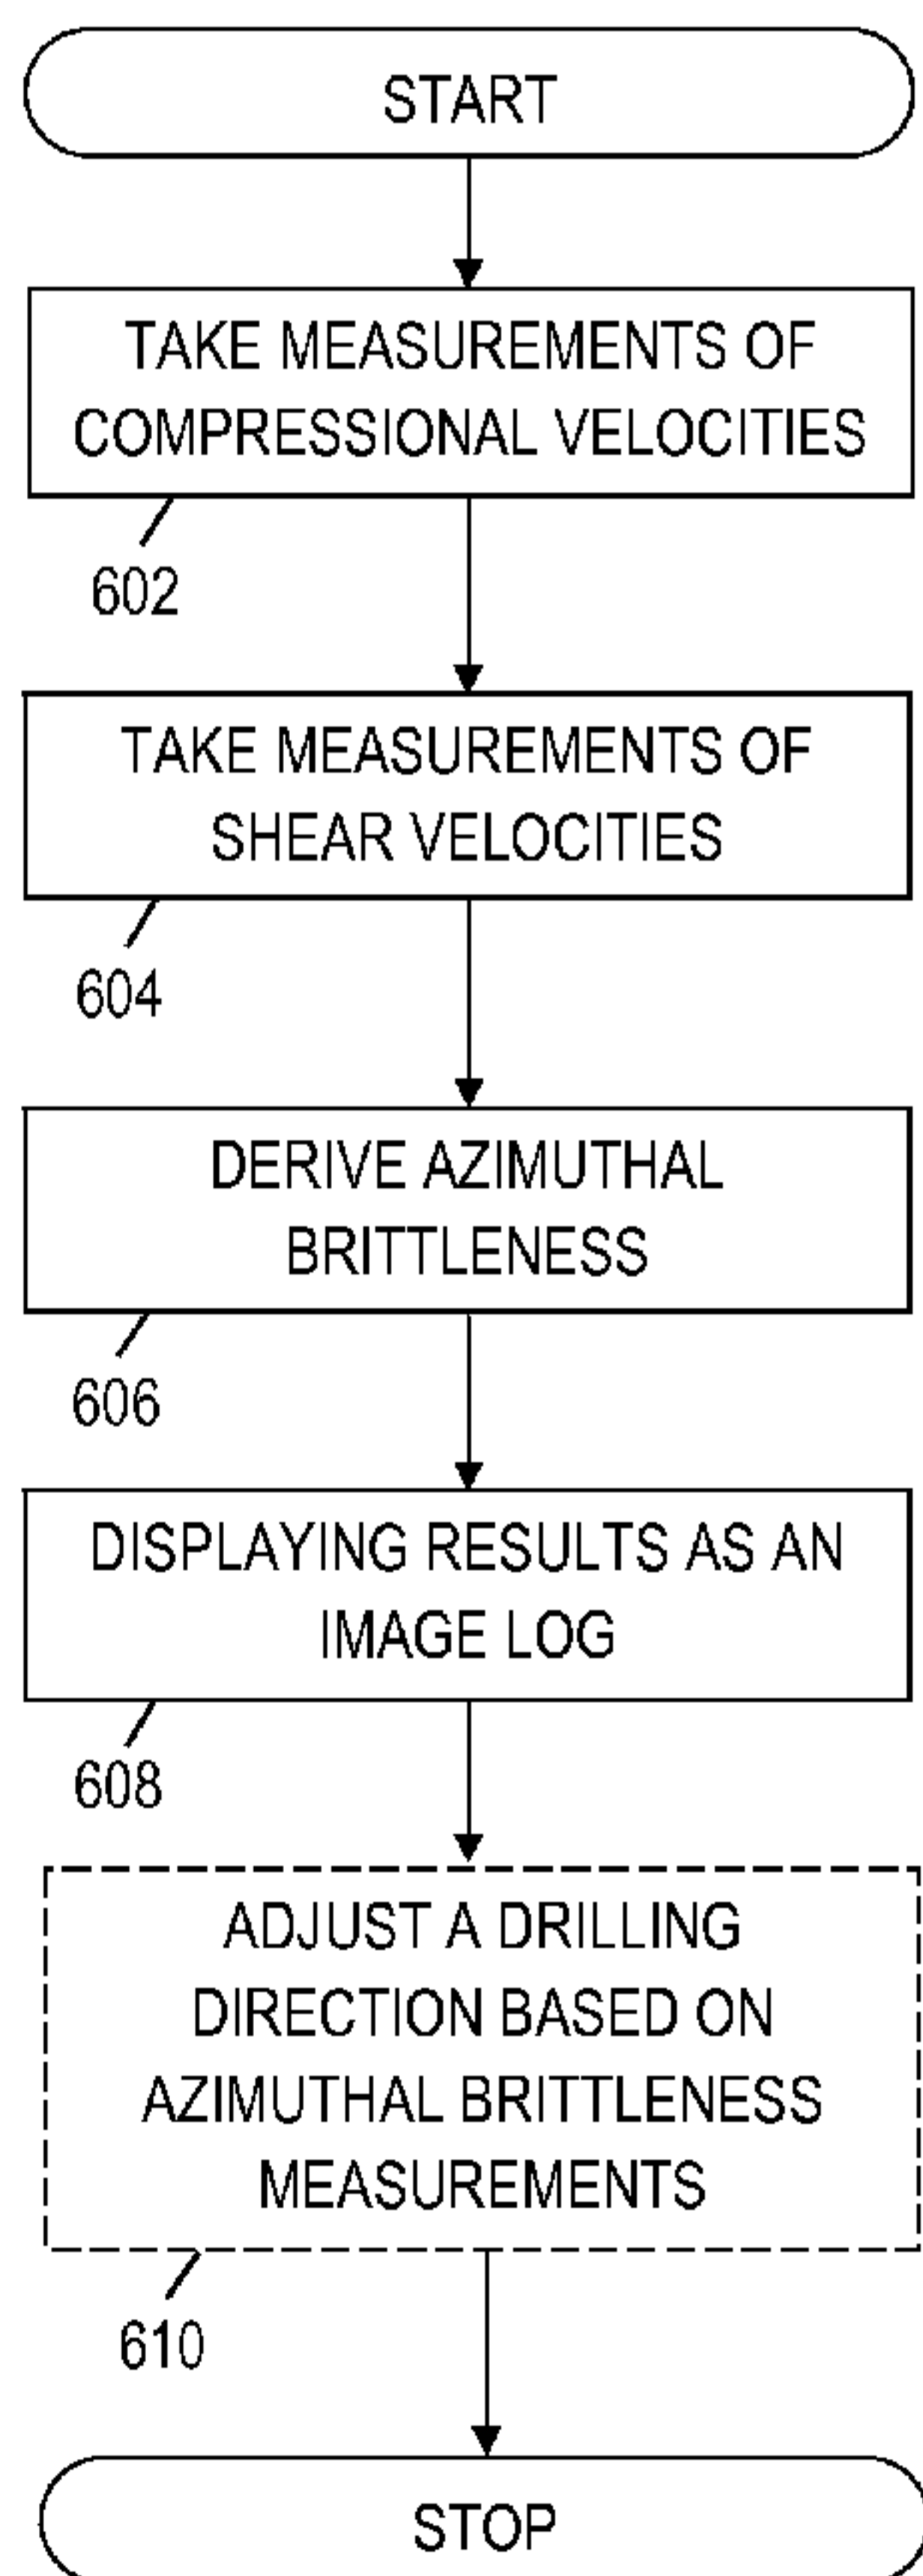 START
TAKE MEASUREMENTS OF
COMPRESSIONAL VELOCITIES
602
TAKE MEASUREMENTS OF
SHEAR VELOCITIES
604
DERIVE AZIMUTHAL
BRITTLENESS
606
DISPLAYING RESULTS AS AN
IMAGE LOG
608
ADJUST A DRILLING
DIRECTION BASED ON
AZIMUTHAL BRITTLENESS
MEASUREMENTS
610
STOP